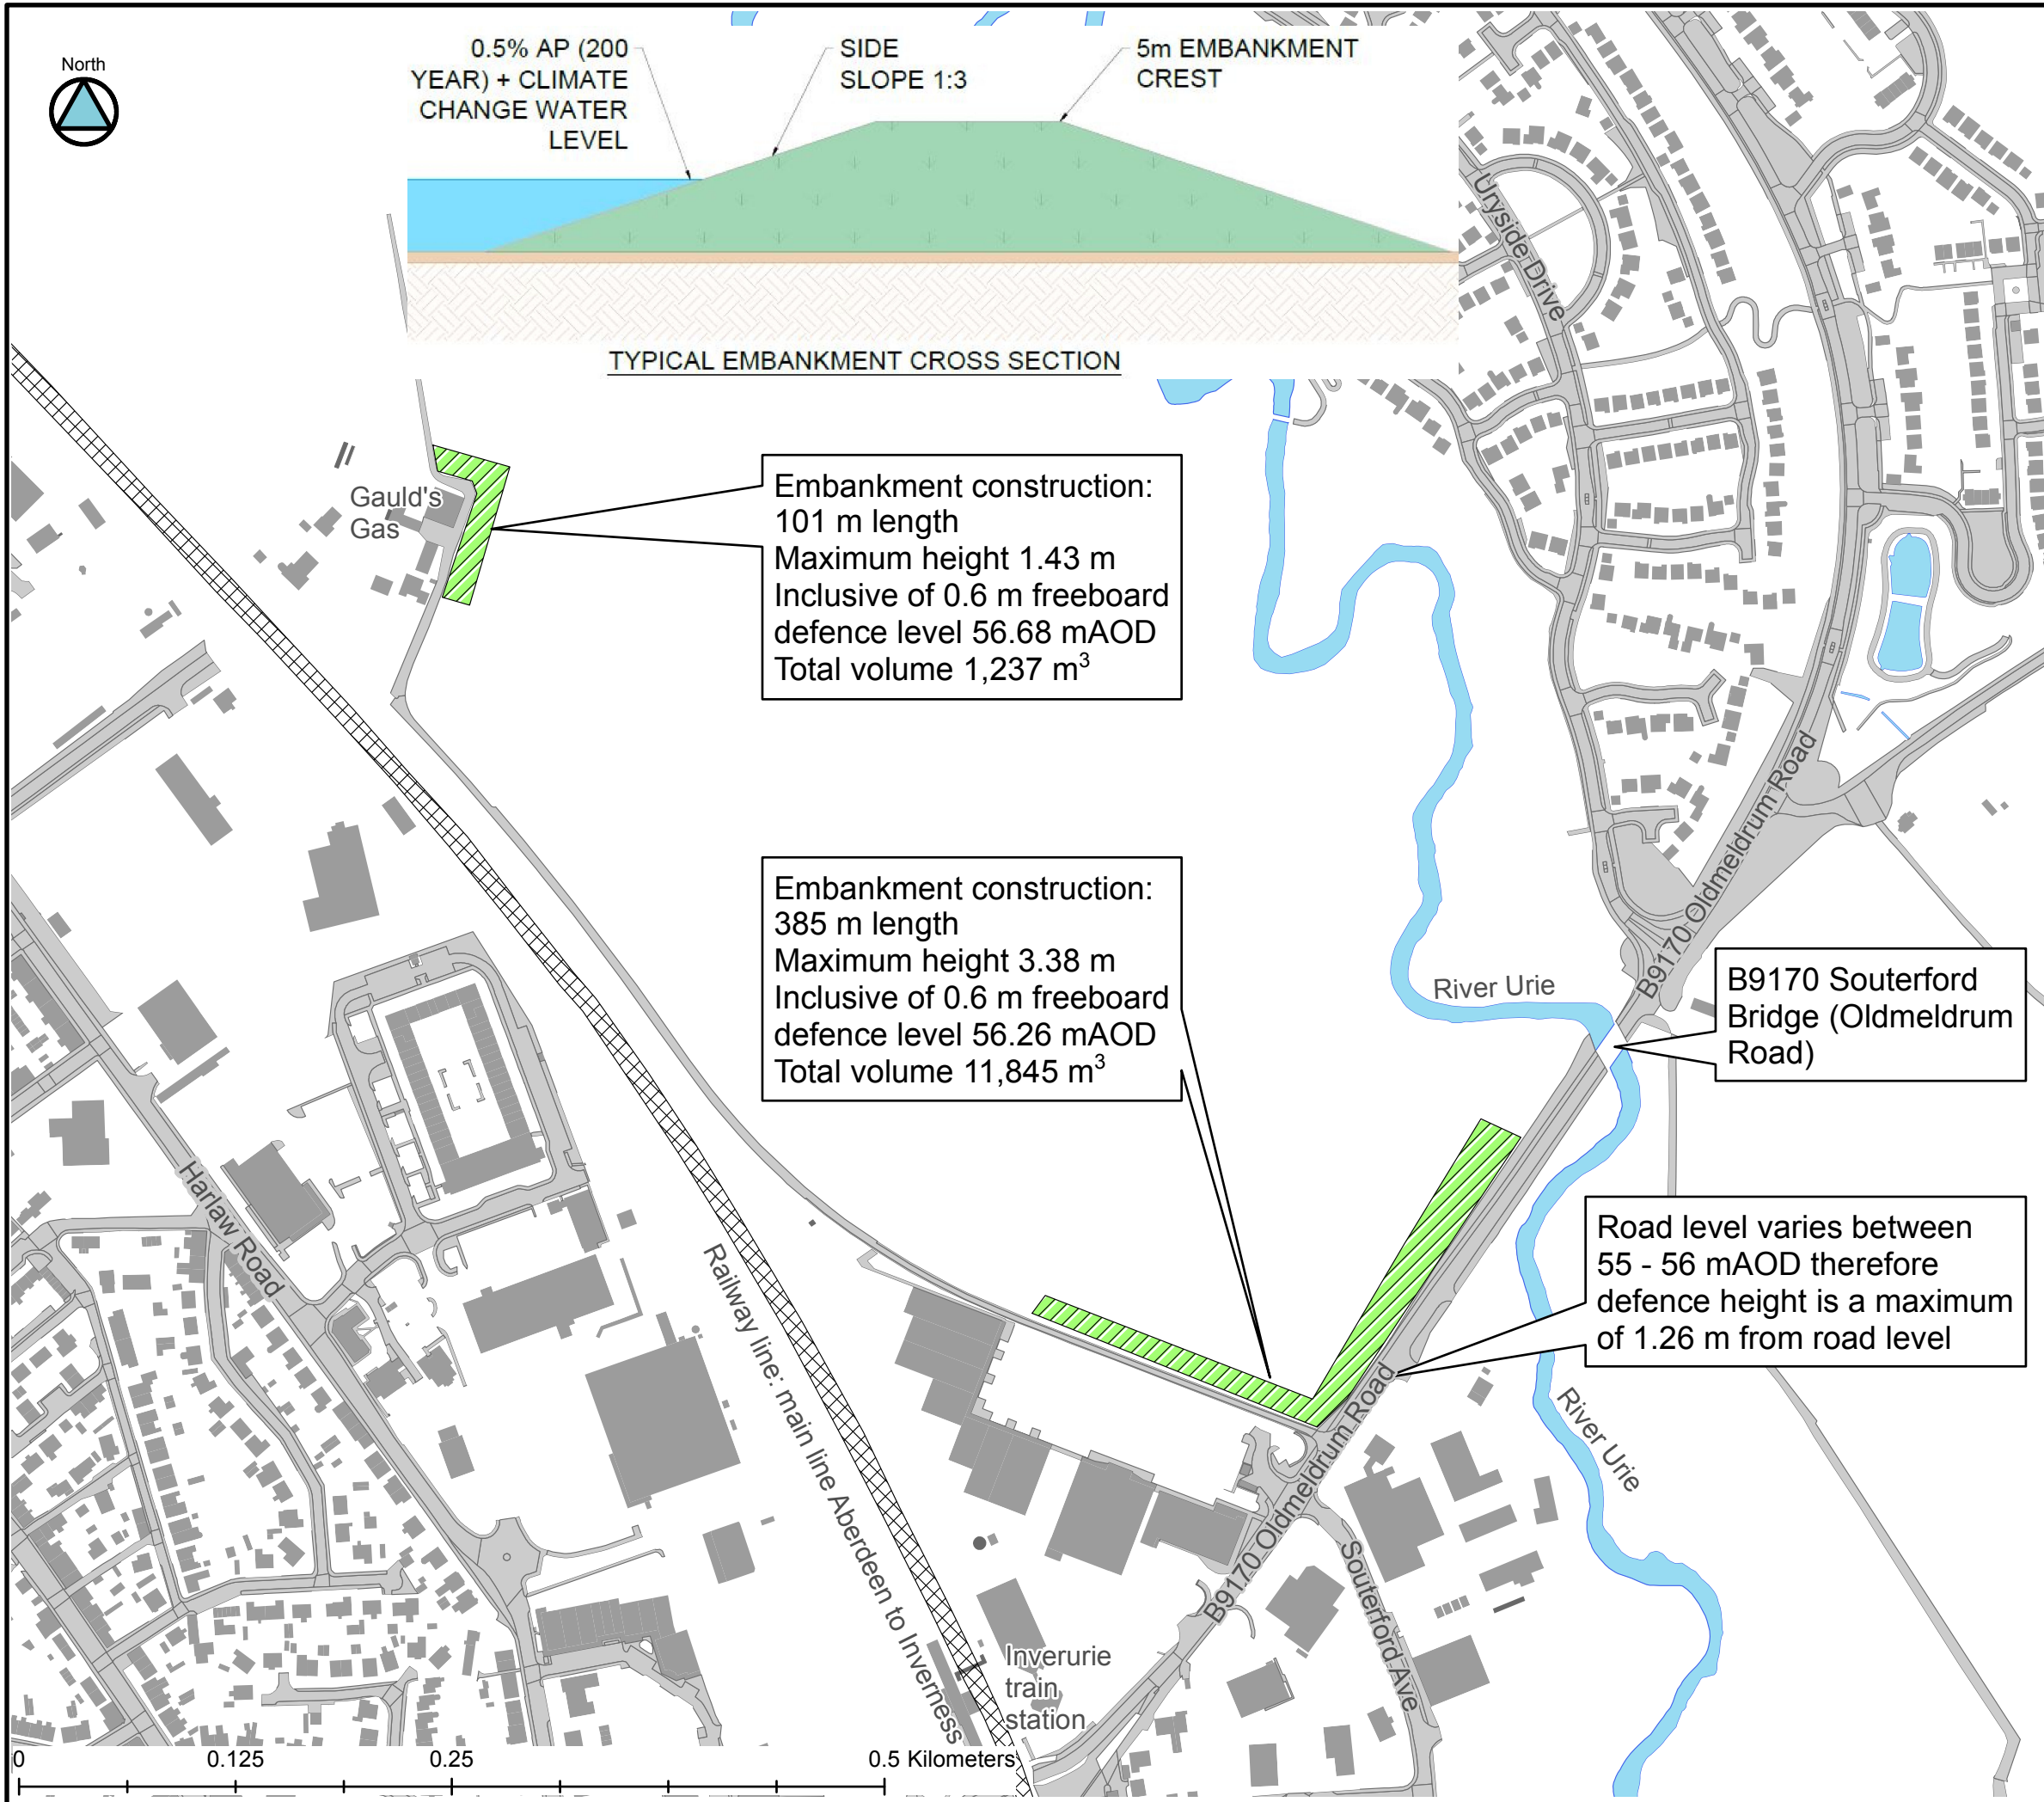 North
0.5% AP (200
YEAR) + CLIMATE
CHANGE WATER
LEVEL
SIDE
SLOPE 1:3
5m EMBANKMENT
CREST
TYPICAL EMBANKMENT CROSS SECTION
Uryside Drive
Gauld's
Gas
Embankment construction:
101 m length
Maximum height 1.43 m
Inclusive of 0.6 m freeboard
defence level 56.68 mAOD
Total volume 1,237 m³
Embankment construction:
385 m length
Maximum height 3.38 m
Inclusive of 0.6 m freeboard
defence level 56.26 mAOD
Total volume 11,845 m³
B9170 Oldmeldrum Road
River Urie
B9170 Souterford
Bridge (Oldmeldrum
Road)
Road level varies between
55 - 56 mAOD therefore
defence height is a maximum
of 1.26 m from road level
Harlaw Road
Railway line: main line Aberdeen to Inverness
B9170 Oldmeldrum Road
River Urie
Souterford Ave
Inverurie
train
station
0 0.125 0.25 0.5 Kilometers